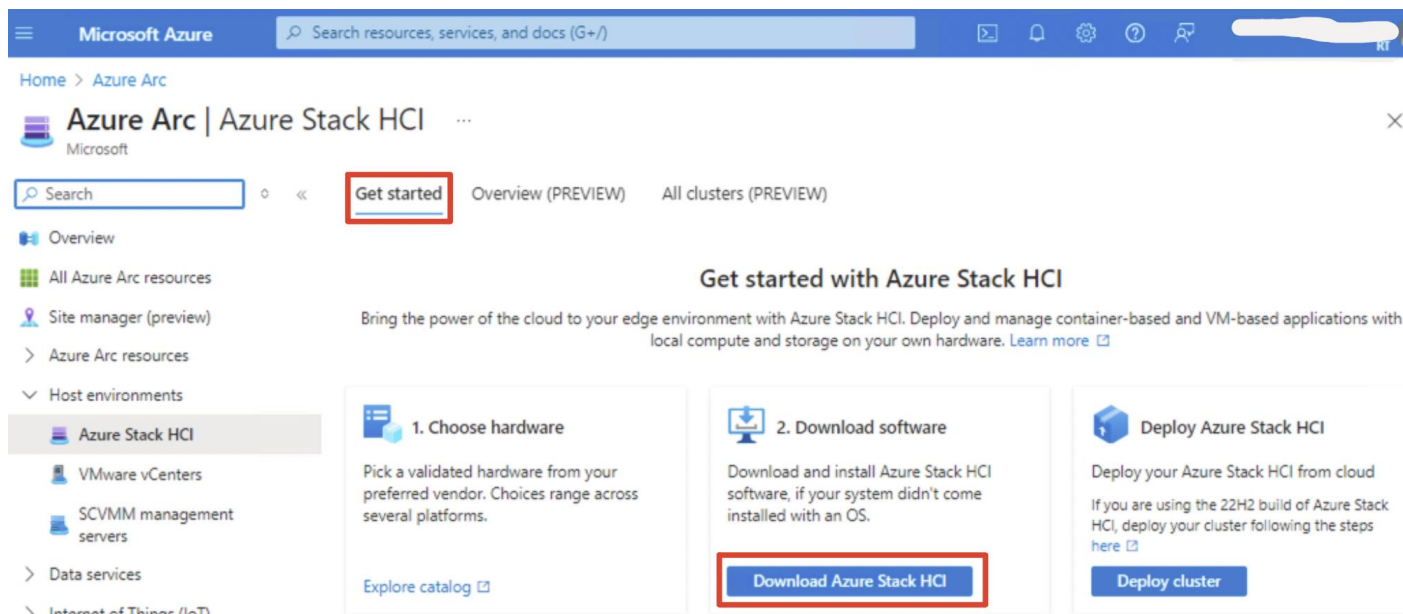 Microsoft Azure
Search resources, services, and docs (G+/)
Home > Azure Arc
Azure Arc | Azure Stack HCI ...
Microsoft
Search
Get started
Overview (PREVIEW)
All clusters (PREVIEW)
Overview
All Azure Arc resources
Site manager (preview)
Azure Arc resources
Host environments
Azure Stack HCI
VMware vCenters
SCVMM management
servers
Data services
Internet of Things (IoT)
Get started with Azure Stack HCI
Bring the power of the cloud to your edge environment with Azure Stack HCI. Deploy and manage container-based and VM-based applications with
local compute and storage on your own hardware. Learn more
1. Choose hardware
Pick a validated hardware from your
preferred vendor. Choices range across
several platforms.
Explore catalog
2. Download software
Download and install Azure Stack HCI
software, if your system didn't come
installed with an OS.
Download Azure Stack HCI
Deploy Azure Stack HCI
Deploy your Azure Stack HCI from cloud
If you are using the 22H2 build of Azure Stack
HCI, deploy your cluster following the steps
here
Deploy cluster